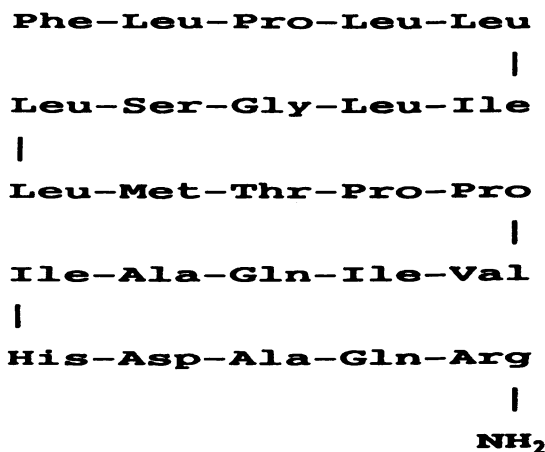 Phe-Leu-Pro-Leu-Leu
|
Leu-Ser-Gly-Leu-Ile
|
Leu-Met-Thr-Pro-Pro
|
Ile-Ala-Gln-Ile-Val
|
His-Asp-Ala-Gln-Arg
|
NH₂